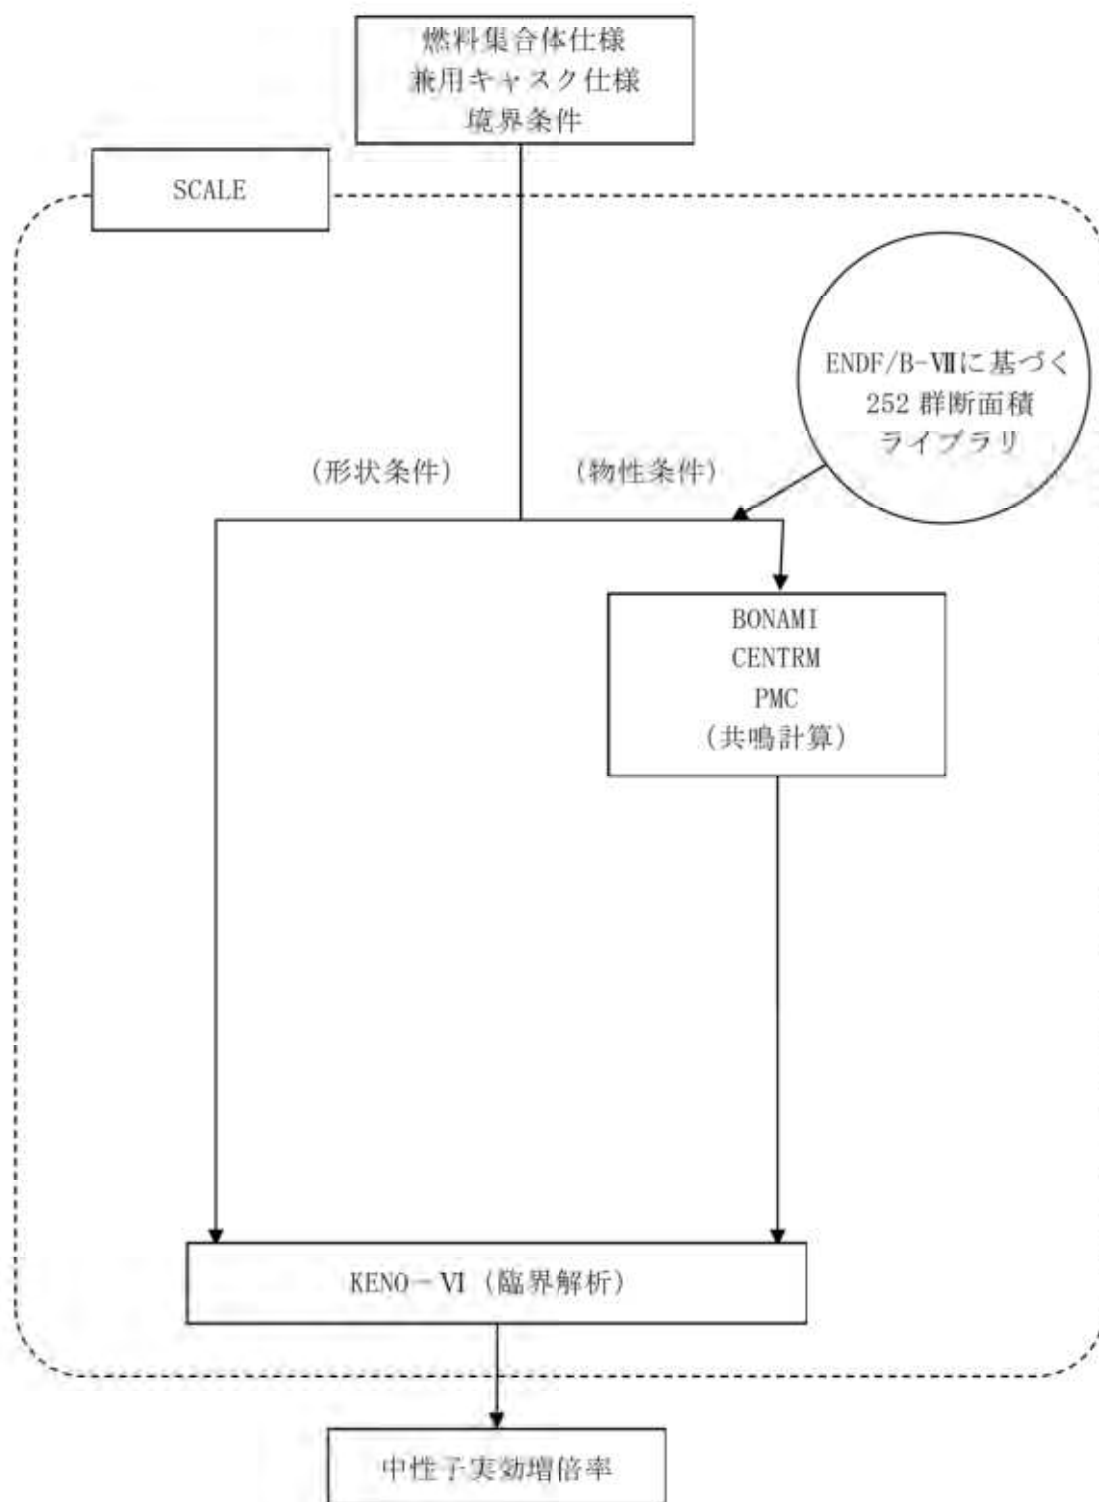 燃料集合体仕様
兼用キャスク仕様
境界条件
SCALE
ENDF/B-Ⅶに基づく
252 群断面積
ライブラリ
(形状条件)
(物性条件)
BONAMI
CENTRM
PMC
(共鳴計算)
KENO－Ⅵ (臨界解析)
中性子実効増倍率